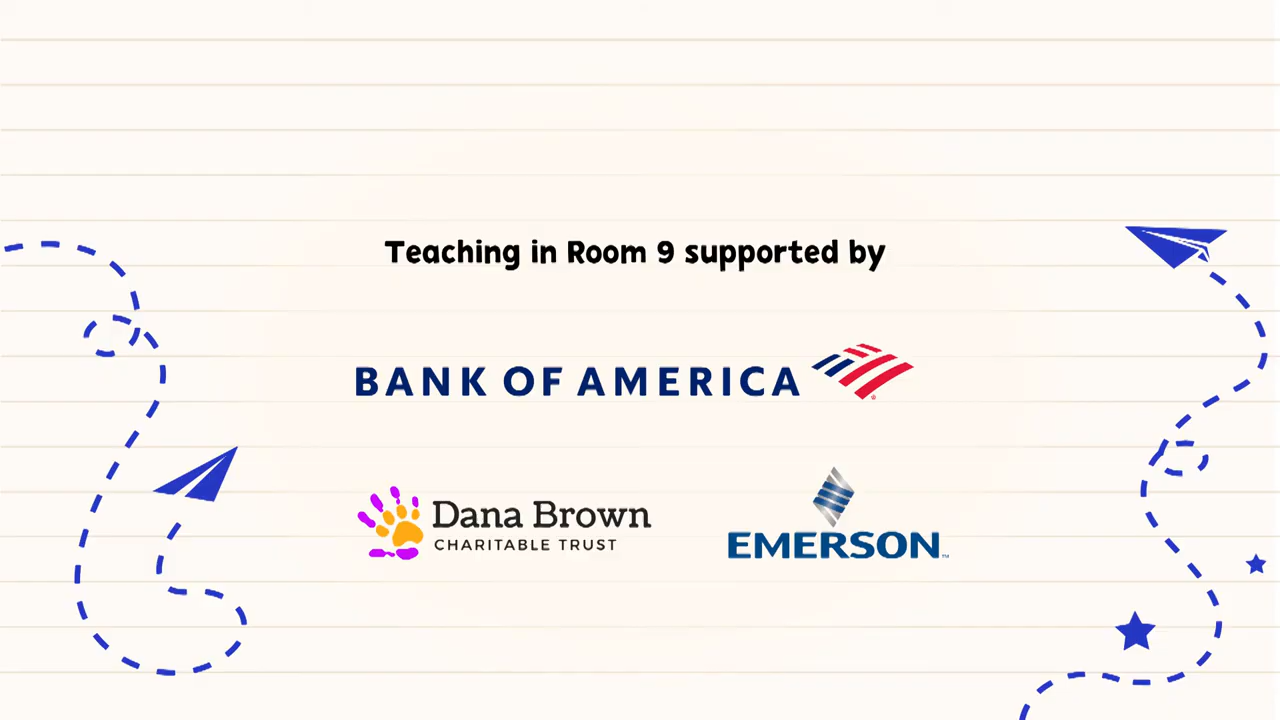 Teaching in Room 9 supported by
BANK OF AMERICA
Dana Brown
CHARITABLE TRUST
EMERSON